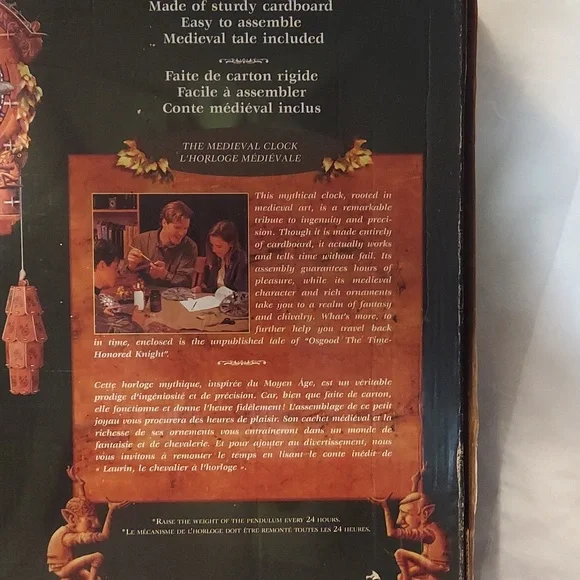 Made of sturdy cardboard
Easy to assemble
Medieval tale included
Faite de carton rigide
Facile à assembler
Conte médiéval inclus
THE MEDIEVAL CLOCK
L'HORLOGE MÉDIÉVALE
This mythical clock, rooted in
medieval art, is a remarkable
tribute to ingenuity and preci-
sion. Though it is made entirely
of cardboard, it actually works
and tells time without fail. Its
assembly guarantees hours of
pleasure, while its medieval
character and rich ornaments
take you to a realm of fantasy
and chivalry. What's more, to
further help you travel back
in time, enclosed is the unpublished tale of "Osgood The Time-
Honored Knight".
Cette horloge mythique, inspirée du Moyen Âge, est un véritable
prodige d'ingéniosité et de précision. Car, bien que faite de carton,
elle fonctionne et donne l'heure fidèlement! L'assemblage de ce petit
joyau vous procurera des heures de plaisir. Son cachet médiéval et la
richesse de ses ornements vous entraîneront dans un monde de
fantaisie et de chevalerie. Et pour ajouter au divertissement, nous
vous invitons à remonter le temps en lisant le conte inédit de
« Laurin, le chevalier à l'horloge ».
*RAISE THE WEIGHT OF THE PENDULUM EVERY 24 HOURS.
*LE MÉCANISME DE L'HORLOGE DOIT ÊTRE REMONTÉ TOUTES LES 24 HEURES.